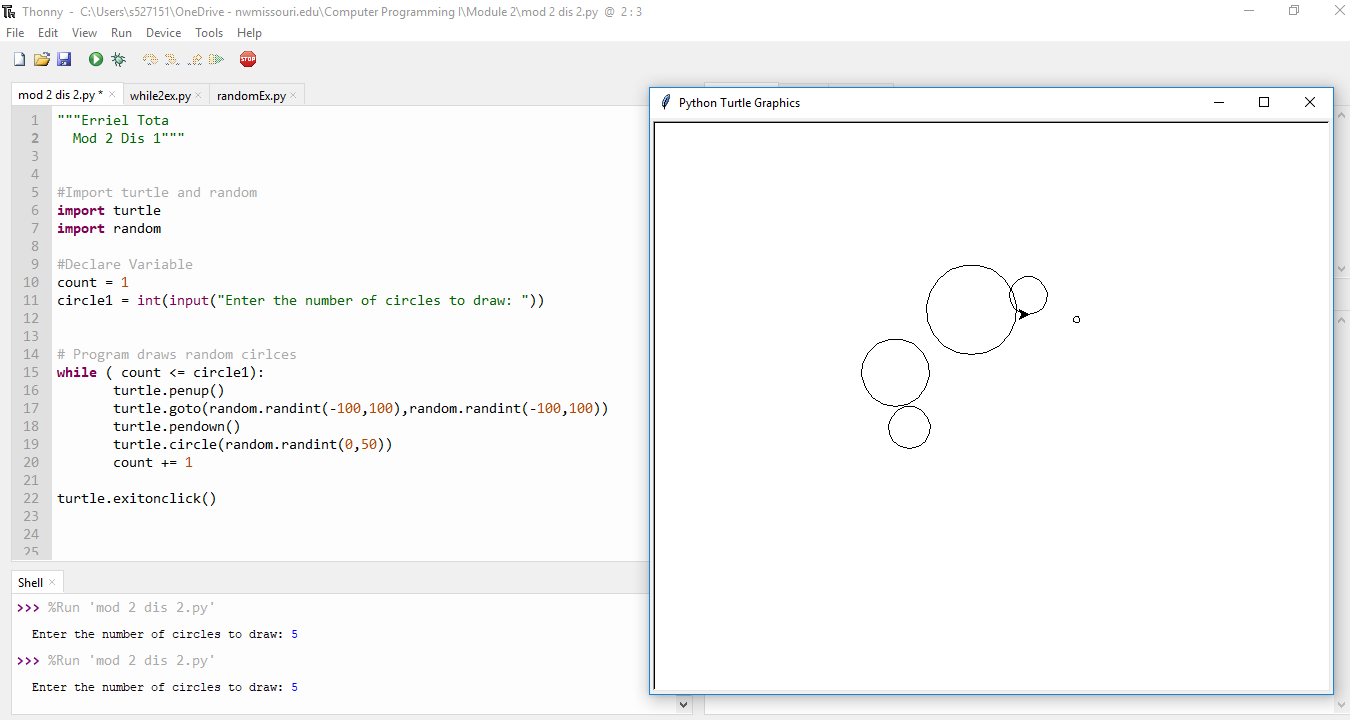 Thonny - C:\Users\s527151\OneDrive - nwmissouri.edu\Computer Programming I\Module 2\mod 2 dis 2.py @ 2 : 3
File Edit View Run Device Tools Help
STOP
mod 2 dis 2.py * × while2ex.py × randomEx.py ×
1 """Erriel Tota
2   Mod 2 Dis 1"""
3
4
5 #Import turtle and random
6 import turtle
7 import random
8
9 #Declare Variable
10 count = 1
11 circle1 = int(input("Enter the number of circles to draw: "))
12
13
14 # Program draws random cirlces
15 while ( count <= circle1):
16        turtle.penup()
17        turtle.goto(random.randint(-100,100),random.randint(-100,100))
18        turtle.pendown()
19        turtle.circle(random.randint(0,50))
20        count += 1
21
22 turtle.exitonclick()
23
24
25
Shell ×
>>> %Run 'mod 2 dis 2.py'
Enter the number of circles to draw: 5
>>> %Run 'mod 2 dis 2.py'
Enter the number of circles to draw: 5
Python Turtle Graphics